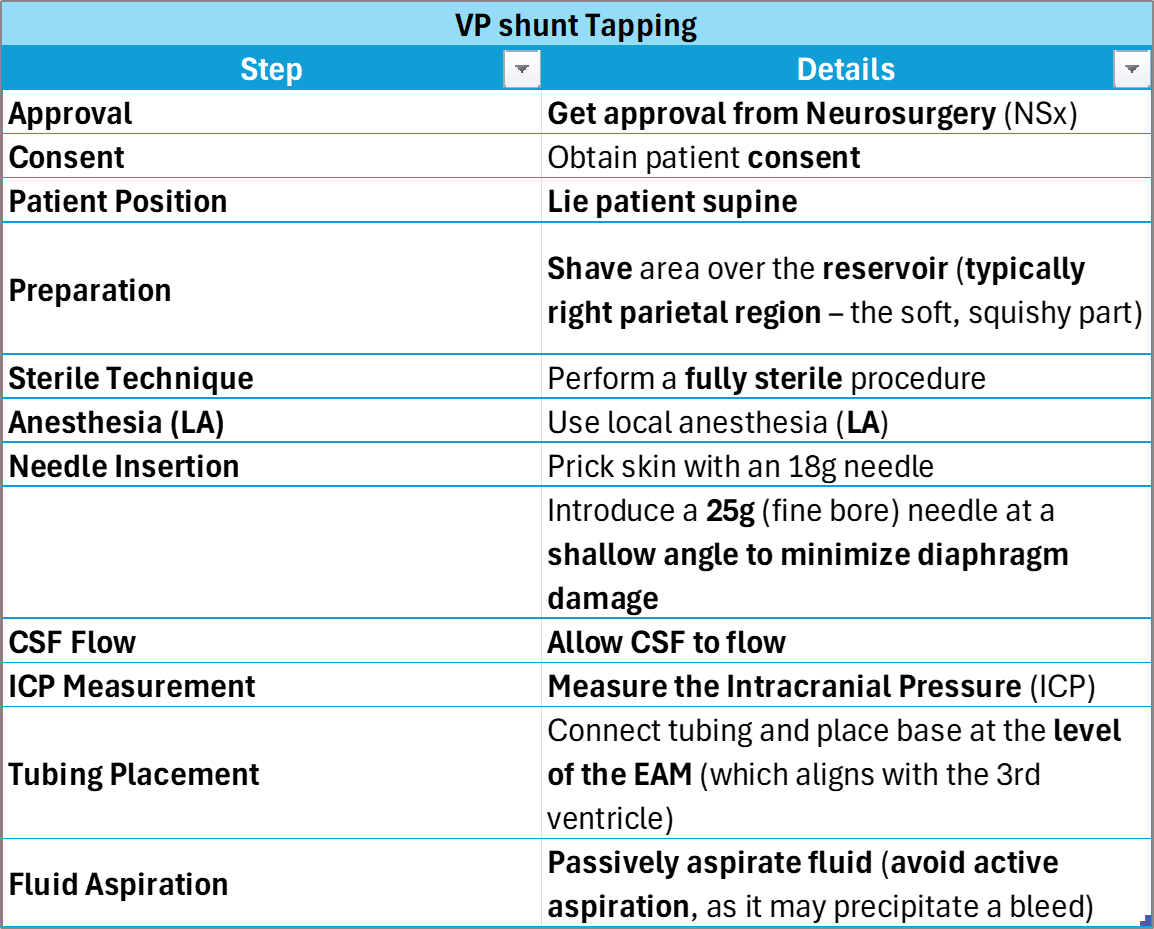 VP shunt Tapping
Step Details
Approval Get approval from Neurosurgery (NSx)
Consent Obtain patient consent
Patient Position Lie patient supine
Preparation Shave area over the reservoir (typically
right parietal region – the soft, squishy part)
Sterile Technique Perform a fully sterile procedure
Anesthesia (LA) Use local anesthesia (LA)
Needle Insertion Prick skin with an 18g needle
Introduce a 25g (fine bore) needle at a
shallow angle to minimize diaphragm
damage
CSF Flow Allow CSF to flow
ICP Measurement Measure the Intracranial Pressure (ICP)
Tubing Placement Connect tubing and place base at the level
of the EAM (which aligns with the 3rd
ventricle)
Fluid Aspiration Passively aspirate fluid (avoid active
aspiration, as it may precipitate a bleed)